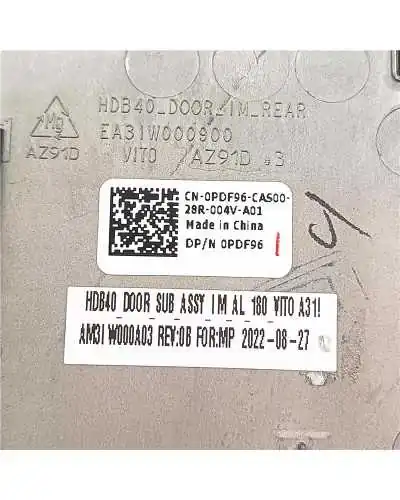 HDB40_DOOR_IM_REAR
EA31W000900
Mg
AZ91D VITO AZ91D .3
CN-0PDF96-CAS00-
28R-004V-A01
Made in China
DP/N 0PDF96
HDB40 DOOR SUB ASSY IM AL 180 VITO A31!
AM31W000A03 REV:0B FOR:MP 2022-08-27